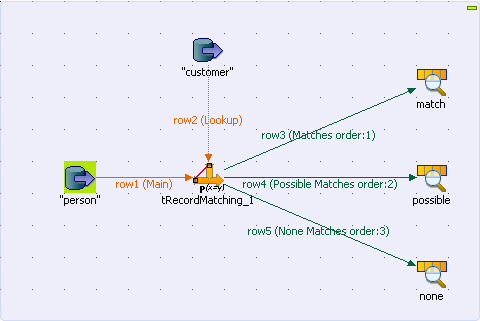 "customer"
match
row2 (Lookup)
row3 (Matches order:1)
row1 (Main)
row4 (Possible Matches order:2)
P(x=y)
"person"
tRecordMatching_1
possible
row5 (None Matches order:3)
none